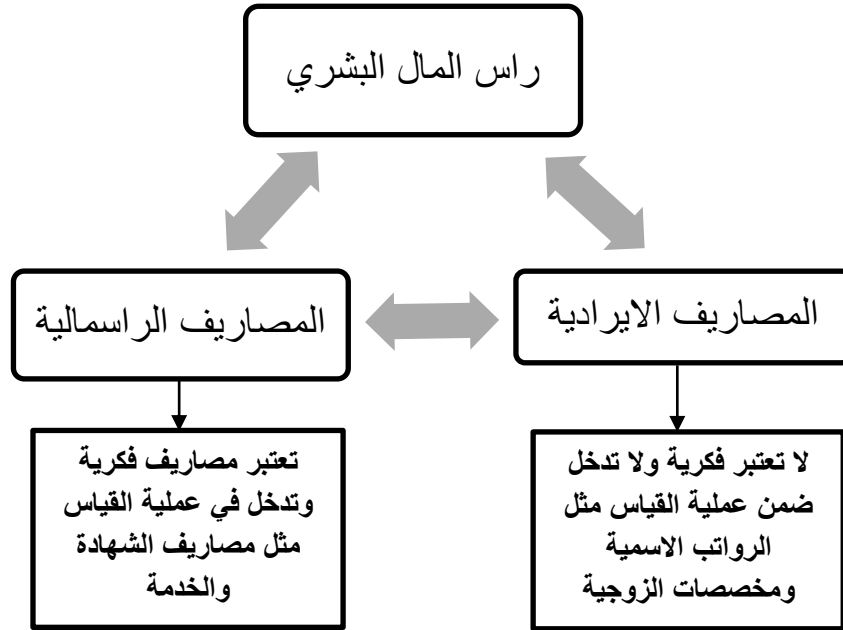 راس المال البشري
المصاريف الايرادية
المصاريف الراسمالية
لا تعتبر فكرية ولا تدخل
ضمن عملية القياس مثل
الرواتب الاسمية
ومخصصات الزوجية
تعتبر مصاريف فكرية
وتدخل في عملية القياس
مثل مصاريف الشهادة
والخدمة